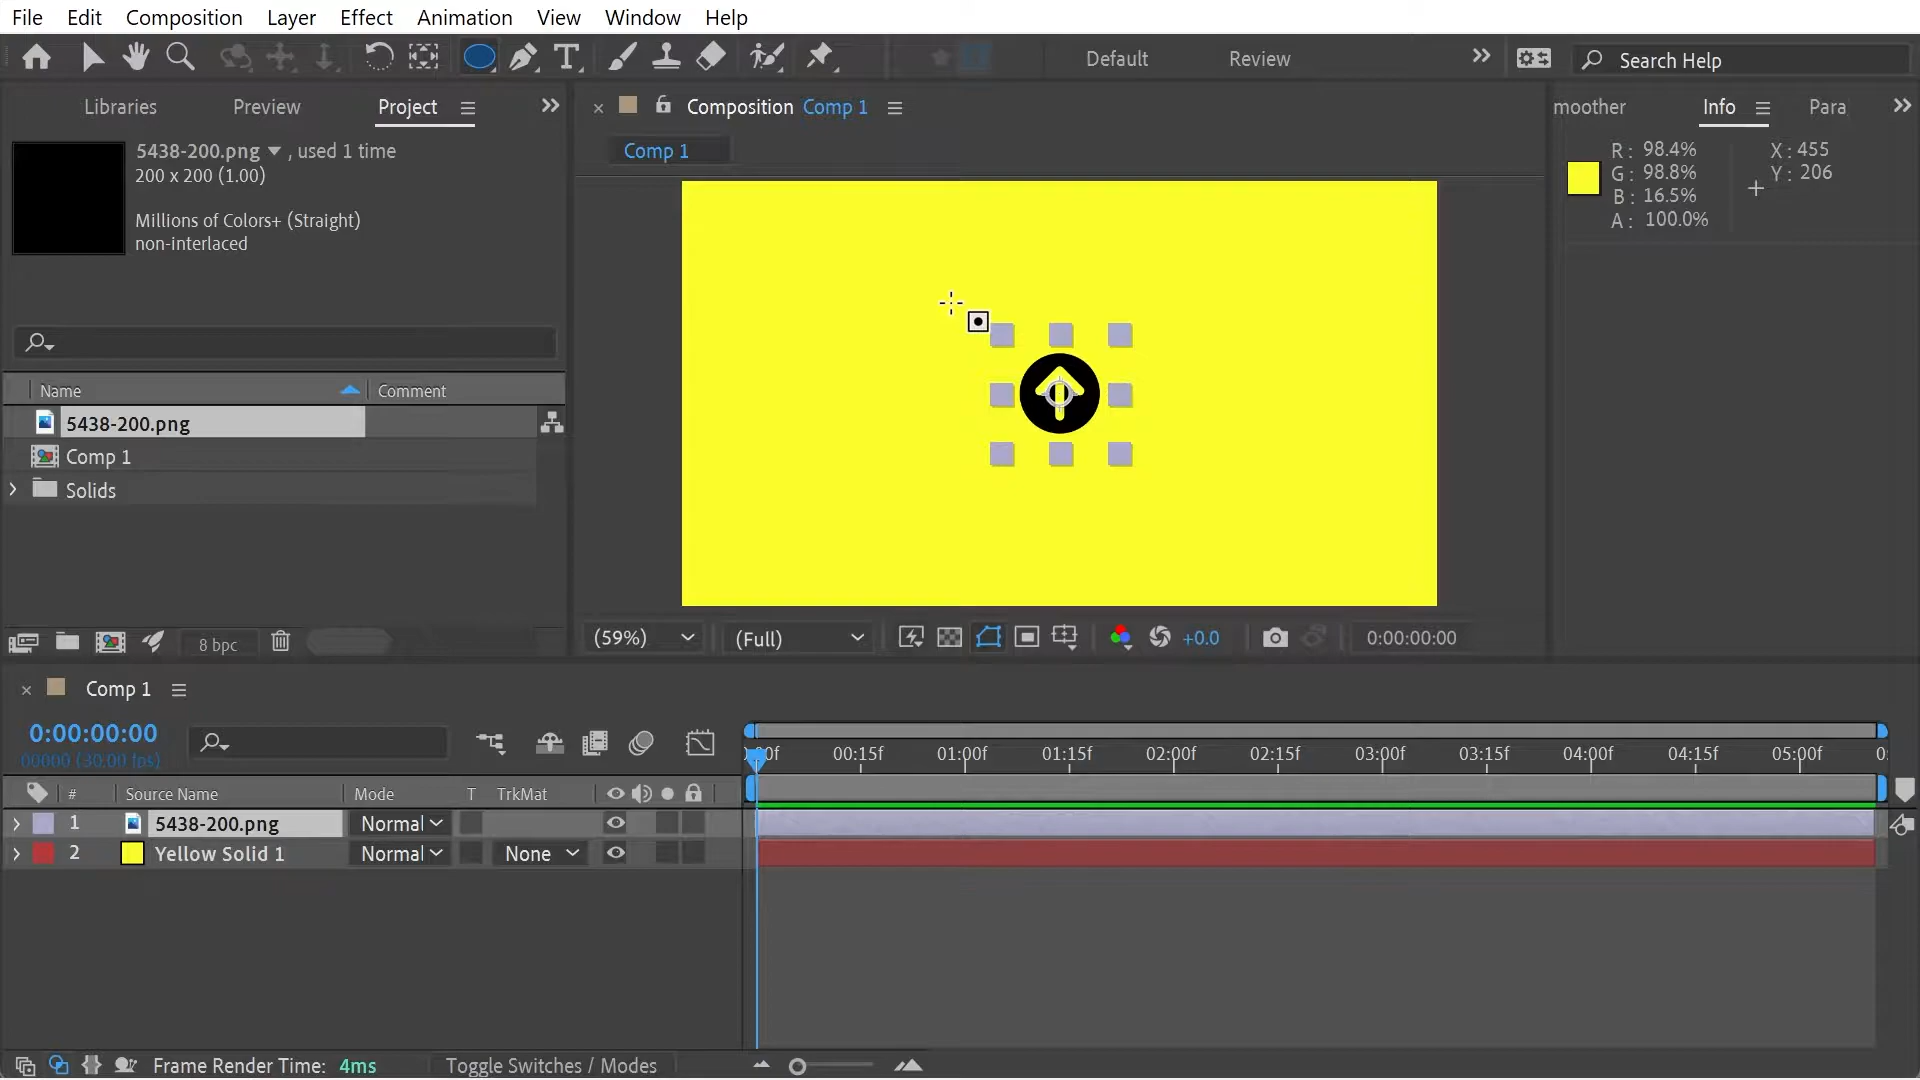 File Edit Composition Layer Effect Animation View Window Help
Default Review Search Help
Libraries Preview Project
Composition Comp 1
moother Info Para
Comp 1
5438-200.png , used 1 time
200 x 200 (1.00)
Millions of Colors+ (Straight)
non-interlaced
R: 98.4%
G: 98.8%
B: 16.5%
A: 100.0%
X: 455
Y: 206
Name Comment
5438-200.png
Comp 1
Solids
8 bpc
(59%) (Full) +0.0 0:00:00:00
Comp 1
0:00:00:00
00000 (30.00 fps)
:00f 00:15f 01:00f 01:15f 02:00f 02:15f 03:00f 03:15f 04:00f 04:15f 05:00f
# Source Name Mode T TrkMat
1 5438-200.png Normal
2 Yellow Solid 1 Normal None
Frame Render Time: 4ms Toggle Switches / Modes